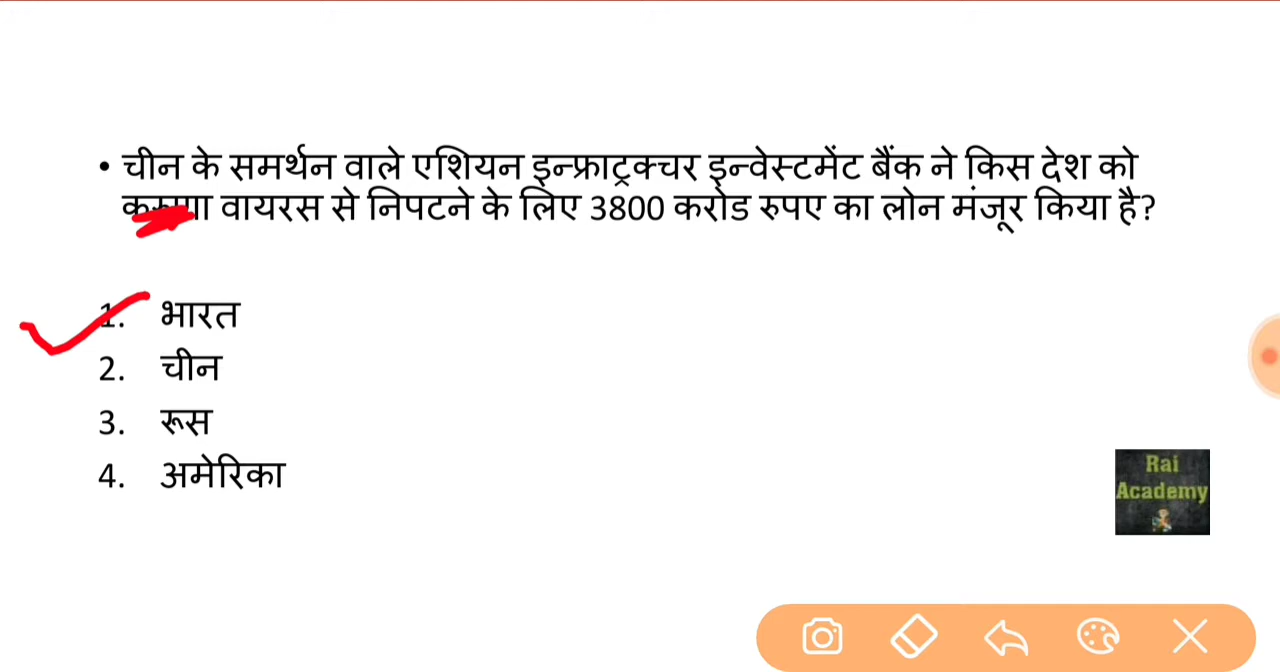 • चीन के समर्थन वाले एशियन इन्फ्राट्रक्चर इन्वेस्टमेंट बैंक ने किस देश को
वायरस से निपटने के लिए 3800 करोड रुपए का लोन मंजूर किया है?
1. भारत
2. चीन
3. रूस
4. अमेरिका
Rai
Academy